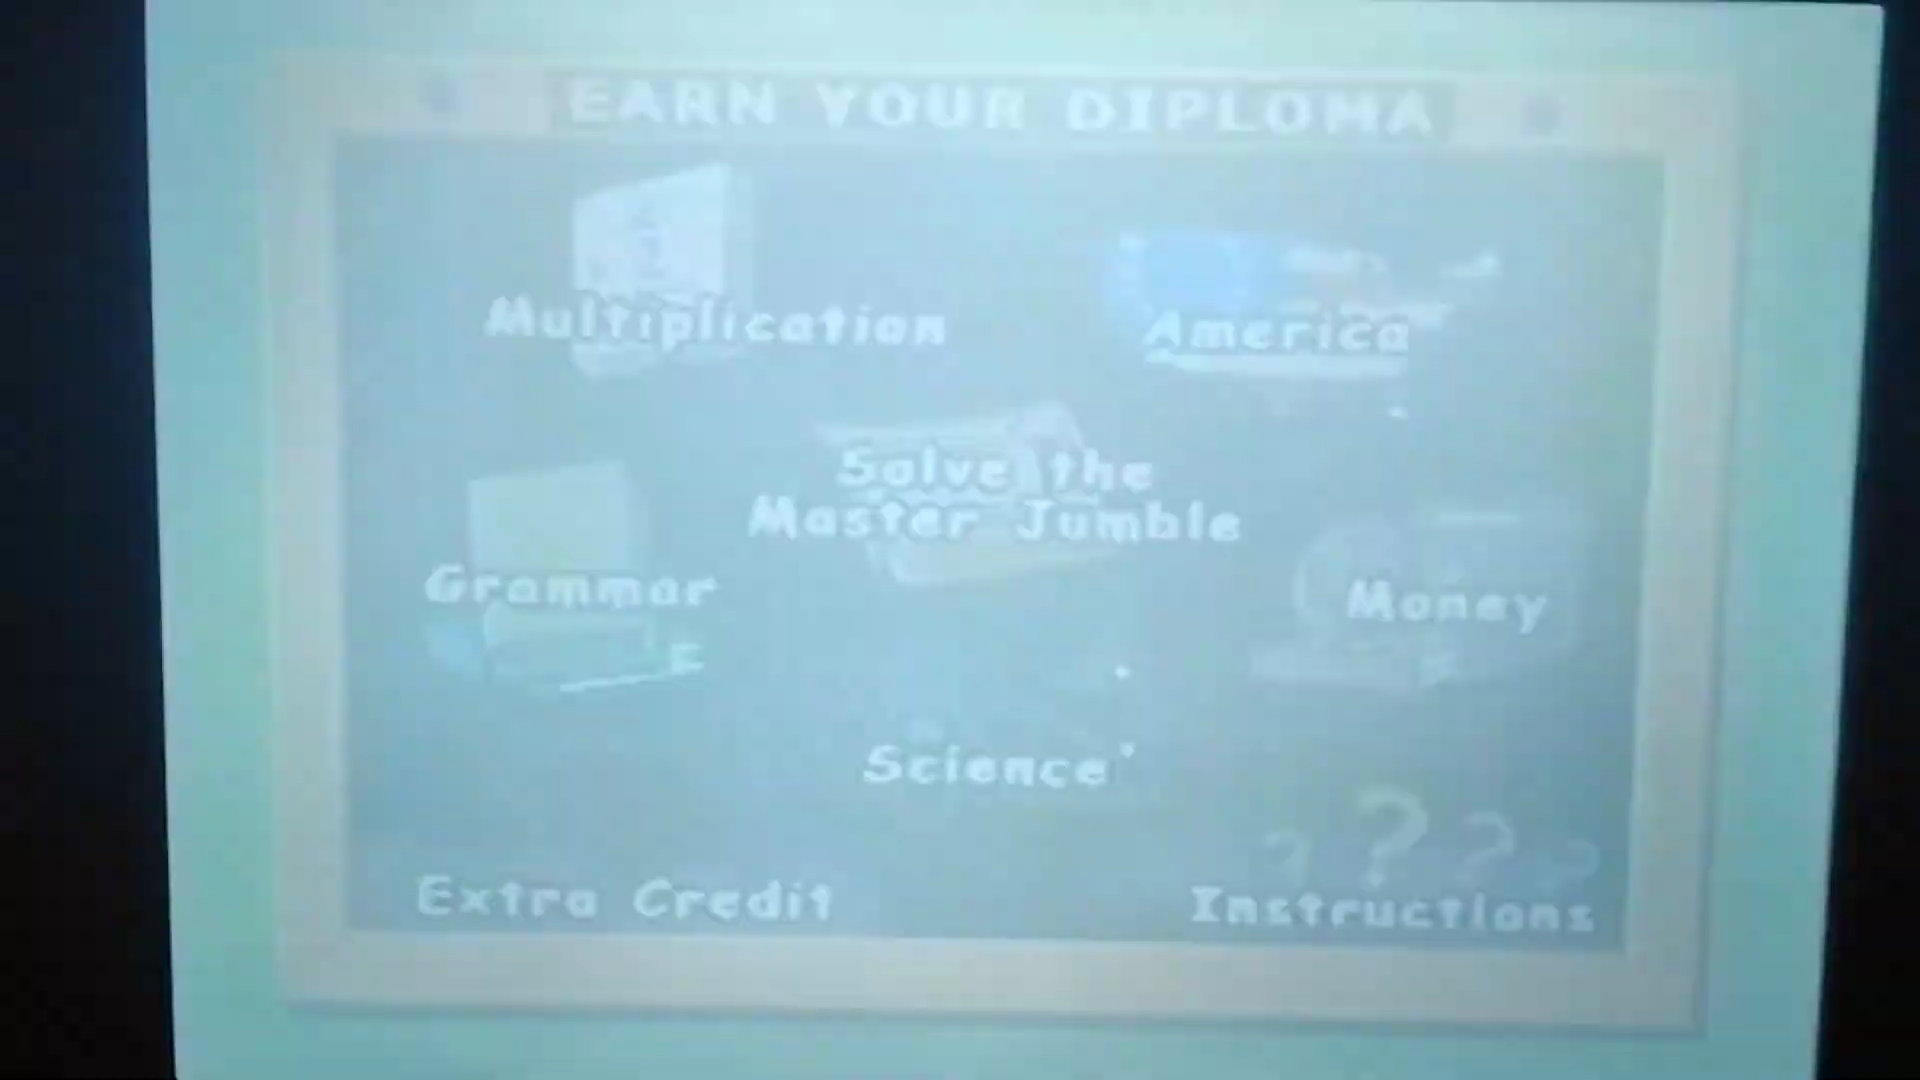 EARN YOUR DIPLOMA
Multiplication
America
Solve the
Master Jumble
Grammar
Money
Science
Extra Credit
? ? ? ?
Instructions